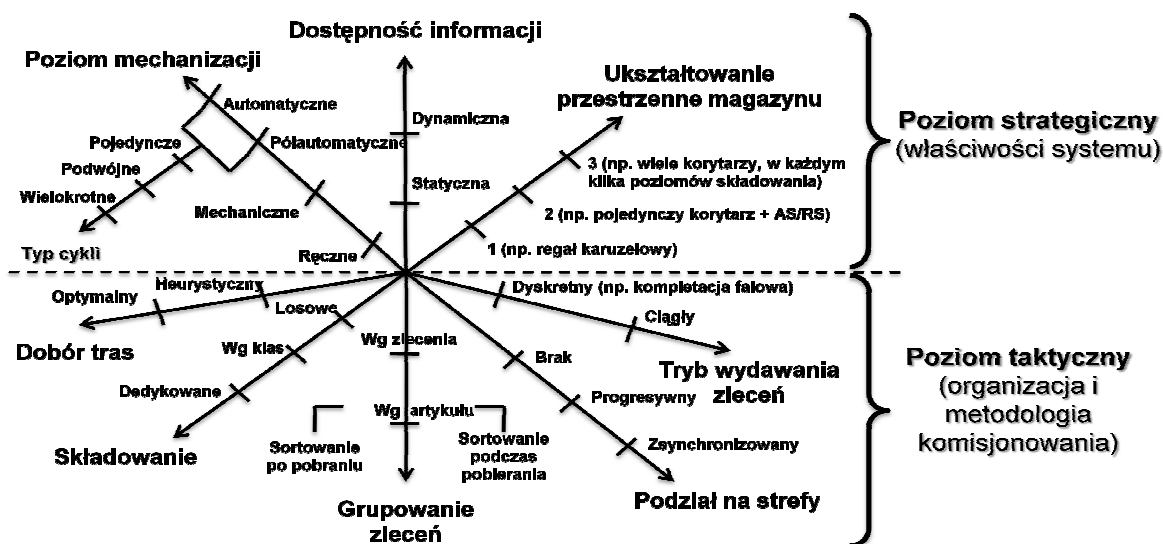 Dostępność informacji
Poziom mechanizacji
Ukształtowanie
przestrzenne magazynu
Automatyczne
Dynamiczna
Pojedyncze
Półautomatyczne
Poziom strategiczny
(właściwości systemu)
Podwójne
3 (np. wiele korytarzy, w każdym
kilka poziomów składowania)
Statyczna
Wielokrotne
Mechaniczne
2 (np. pojedynczy korytarz + AS/RS)
Typ cykli
Ręczne
1 (np. regał karuzelowy)
Optymalny
Heurystyczny
Dyskretny (np. kompletacja falowa)
Losowe
Ciągły
Dobór tras
Wg klas
Wg zlecenia
Brak
Tryb wydawania
zleceń
Poziom taktyczny
(organizacja i
metodologia
komisjonowania)
Dedykowane
Progresywny
Wg artykułu
Składowanie
Sortowanie
po pobraniu
Sortowanie
podczas
pobierania
Zsynchronizowany
Grupowanie
zleceń
Podział na strefy